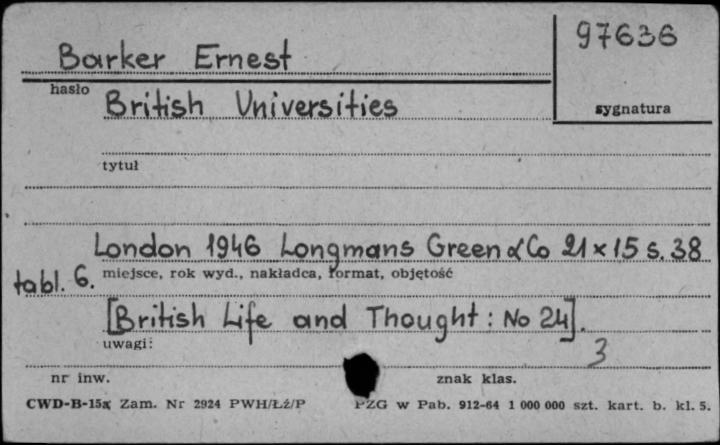 97636
Barker Ernest
hasło
British Universities
sygnatura
tytuł
London 1946 Longmans Green & Co 21 x 15 s. 38
tabl. 6.
miejsce, rok wyd., nakładca, format, objętość
[British Life and Thought: No 24].
uwagi:
3
nr inw.
znak klas.
CWD-B-15a Zam. Nr 2924 PWH/Łź/P
PZG w Pab. 912-64 1 000 000 szt. kart. b. kl. 5.